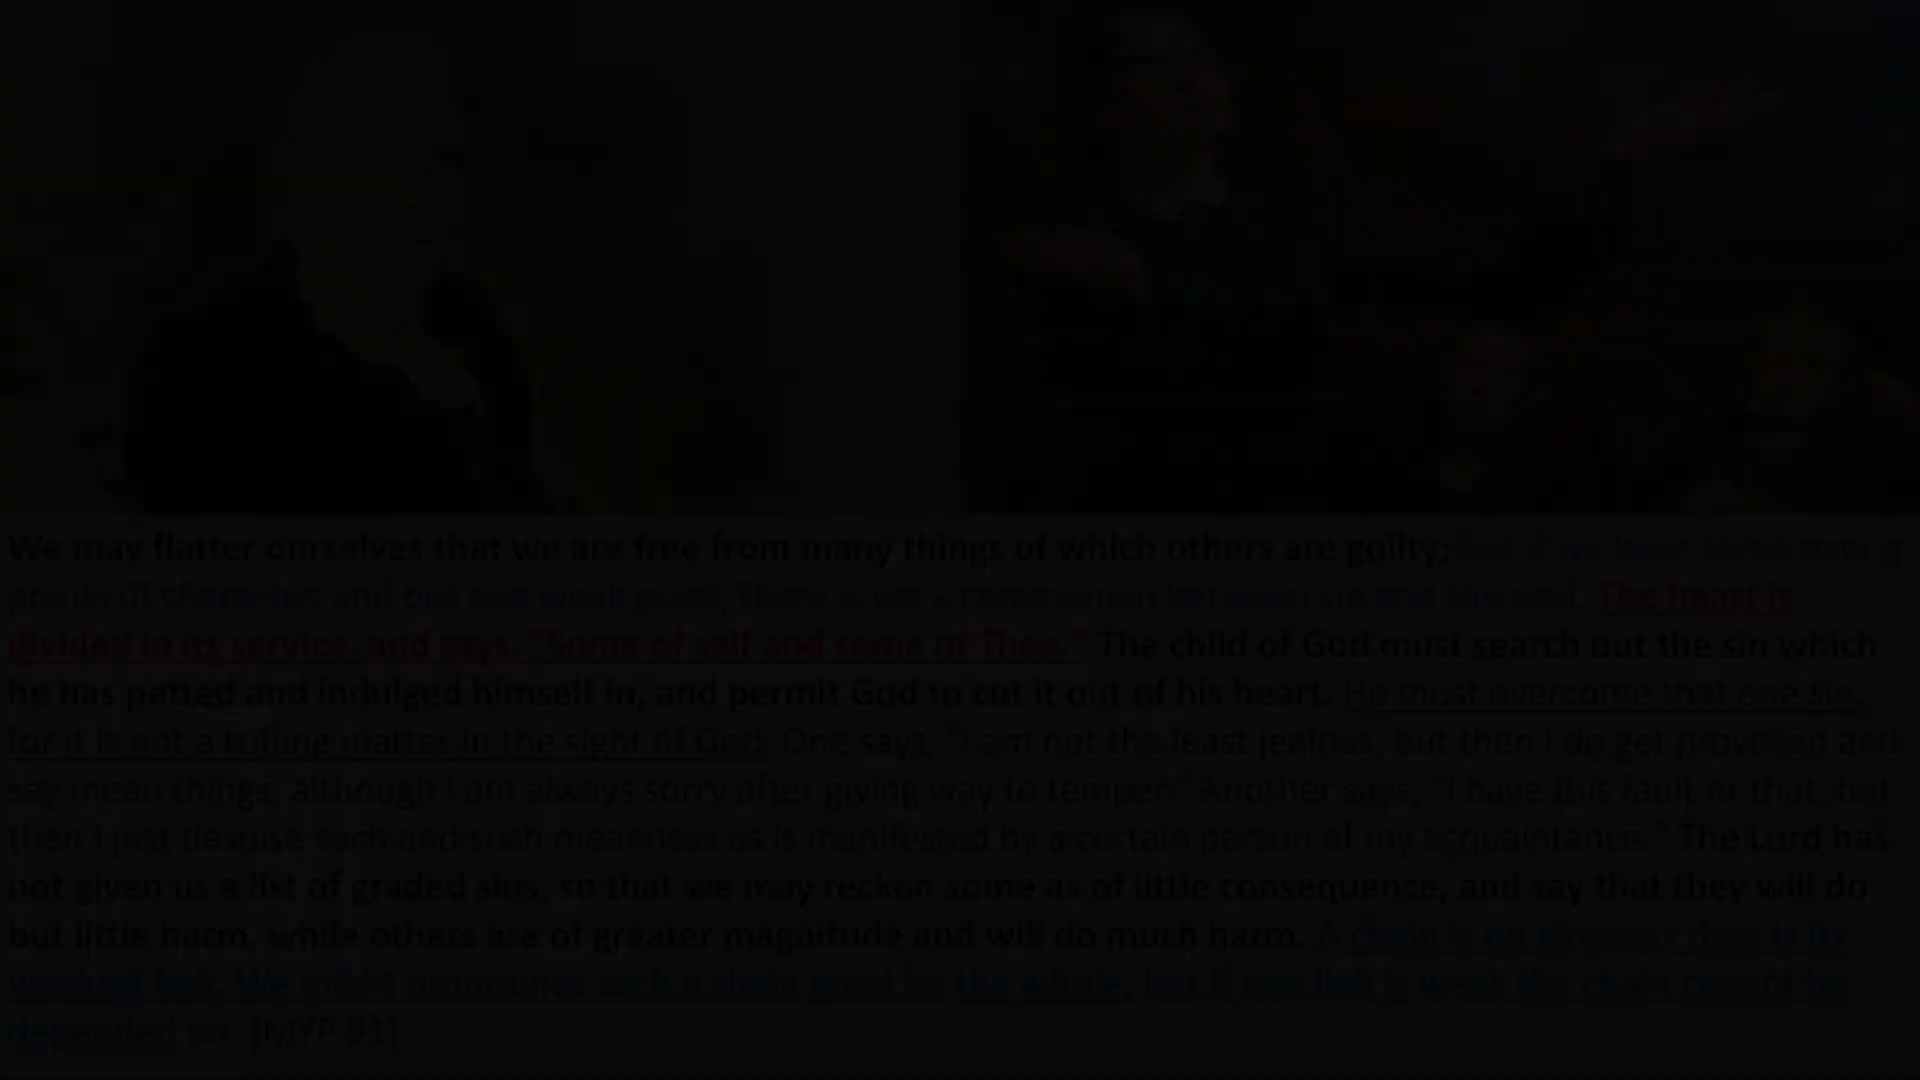 We may flatter ourselves that we are free from many things of which others are guilty; but if we have some strong
points of character, and but one weak point, there is yet a communion between sin and the soul. The heart is
divided in its service, and says, "Some of self and some of Thee." The child of God must search out the sin which
he has petted and indulged himself in, and permit God to cut it out of his heart. He must overcome that one sin;
for it is not a trifling matter in the sight of God. One says, "I am not the least jealous, but then I do get provoked and
say mean things, although I am always sorry after giving way to temper." Another says, "I have this fault or that, but
then I just despise such and such meanness as is manifested by a certain person of my acquaintance." The Lord has
not given us a list of graded sins, so that we may reckon some as of little consequence, and say that they will do
but little harm, while others are of greater magnitude and will do much harm. A chain is no stronger than is its
weakest link. We might pronounce such a chain good on the whole, but if one link is weak the chain cannot be
depended on. [MYP 91]